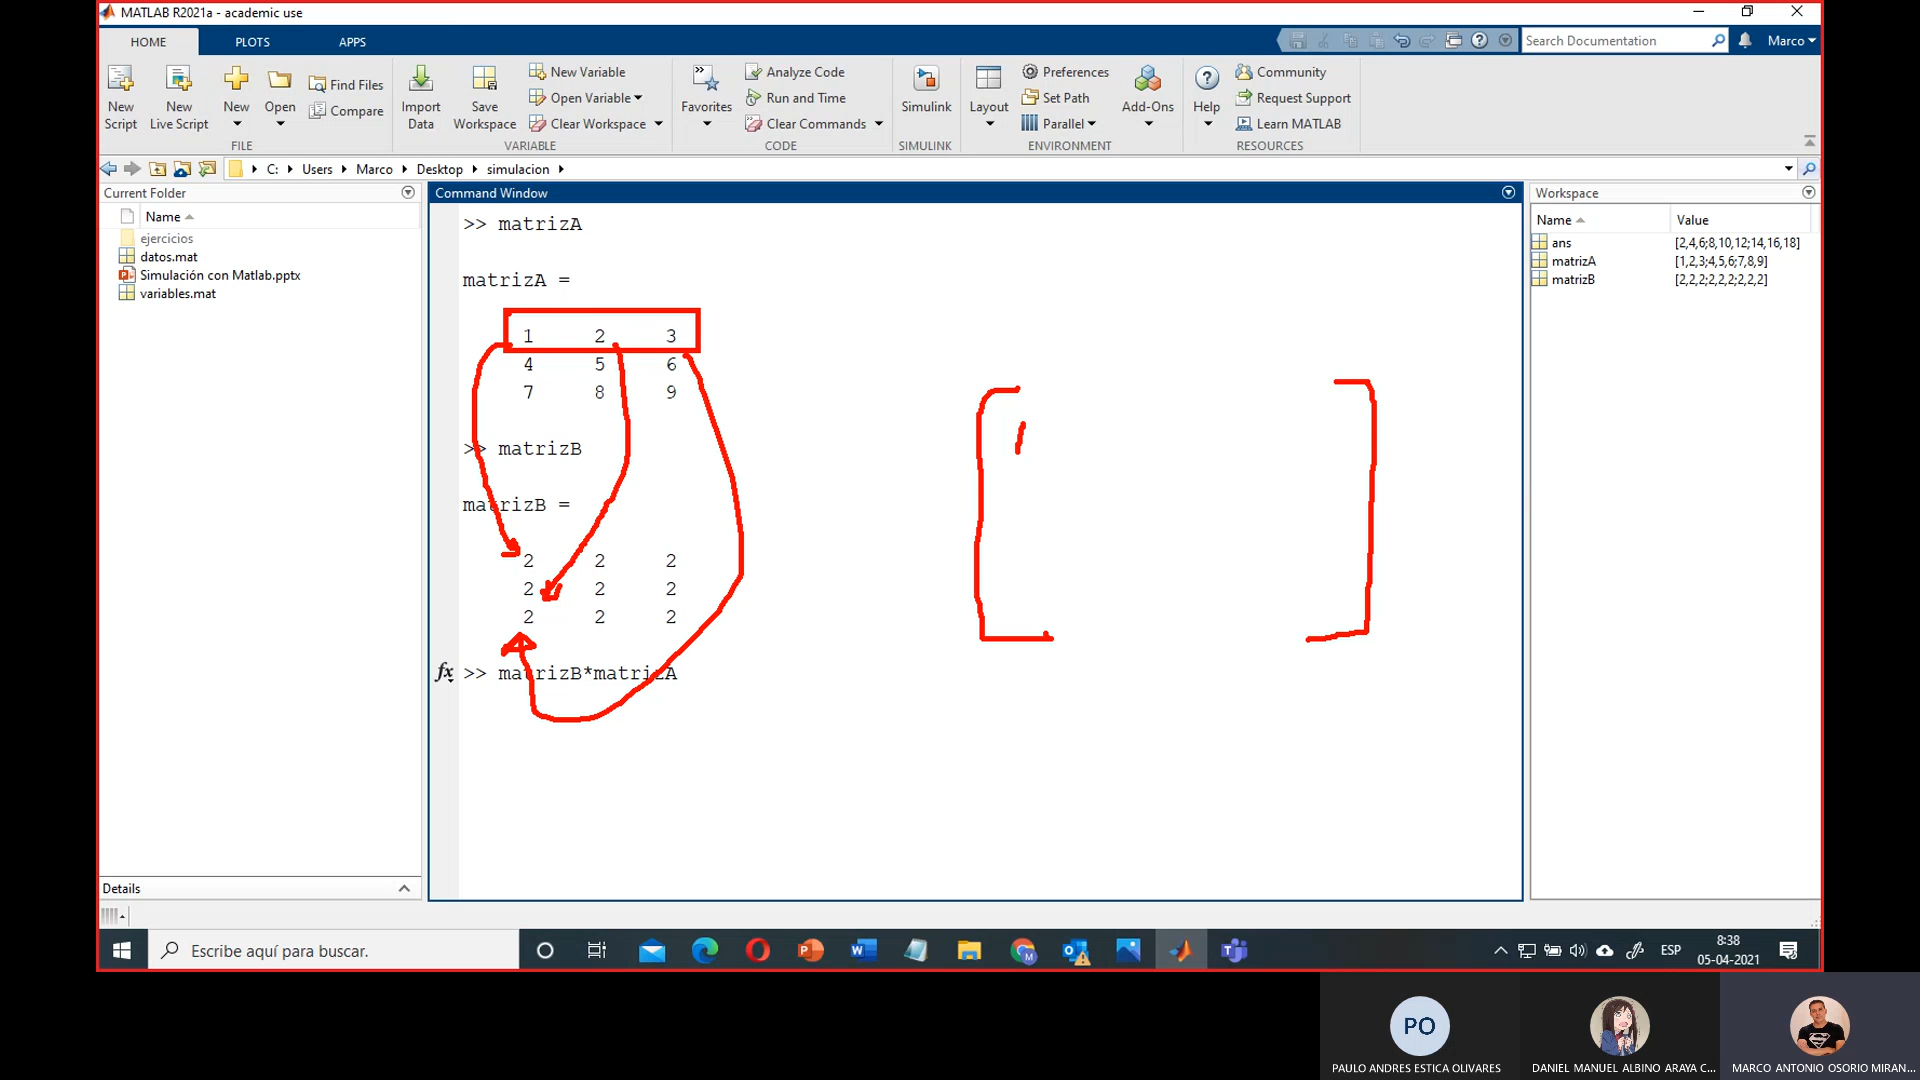 MATLAB R2021a - academic use
HOME PLOTS APPS
Search Documentation
Marco
New Script
New Live Script
New
Open
Find Files
Compare
FILE
Import Data
Save Workspace
New Variable
Open Variable
Clear Workspace
VARIABLE
Favorites
Analyze Code
Run and Time
Clear Commands
CODE
Simulink
SIMULINK
Layout
Preferences
Set Path
Parallel
Add-Ons
ENVIRONMENT
Help
Community
Request Support
Learn MATLAB
RESOURCES
C: Users Marco Desktop simulacion
Current Folder
Name
ejercicios
datos.mat
Simulación con Matlab.pptx
variables.mat
Details
Command Window
>> matrizA
matrizA =
1 2 3
4 5 6
7 8 9
>> matrizB
matrizB =
2 2 2
2 2 2
2 2 2
fx >> matrizB*matrizA
Workspace
Name Value
ans [2,4,6;8,10,12;14,16,18]
matrizA [1,2,3;4,5,6;7,8,9]
matrizB [2,2,2;2,2,2;2,2,2]
Escribe aquí para buscar.
ESP
8:38
05-04-2021
PO
PAULO ANDRES ESTICA OLIVARES
DANIEL MANUEL ALBINO ARAYA C...
MARCO ANTONIO OSORIO MIRAN...